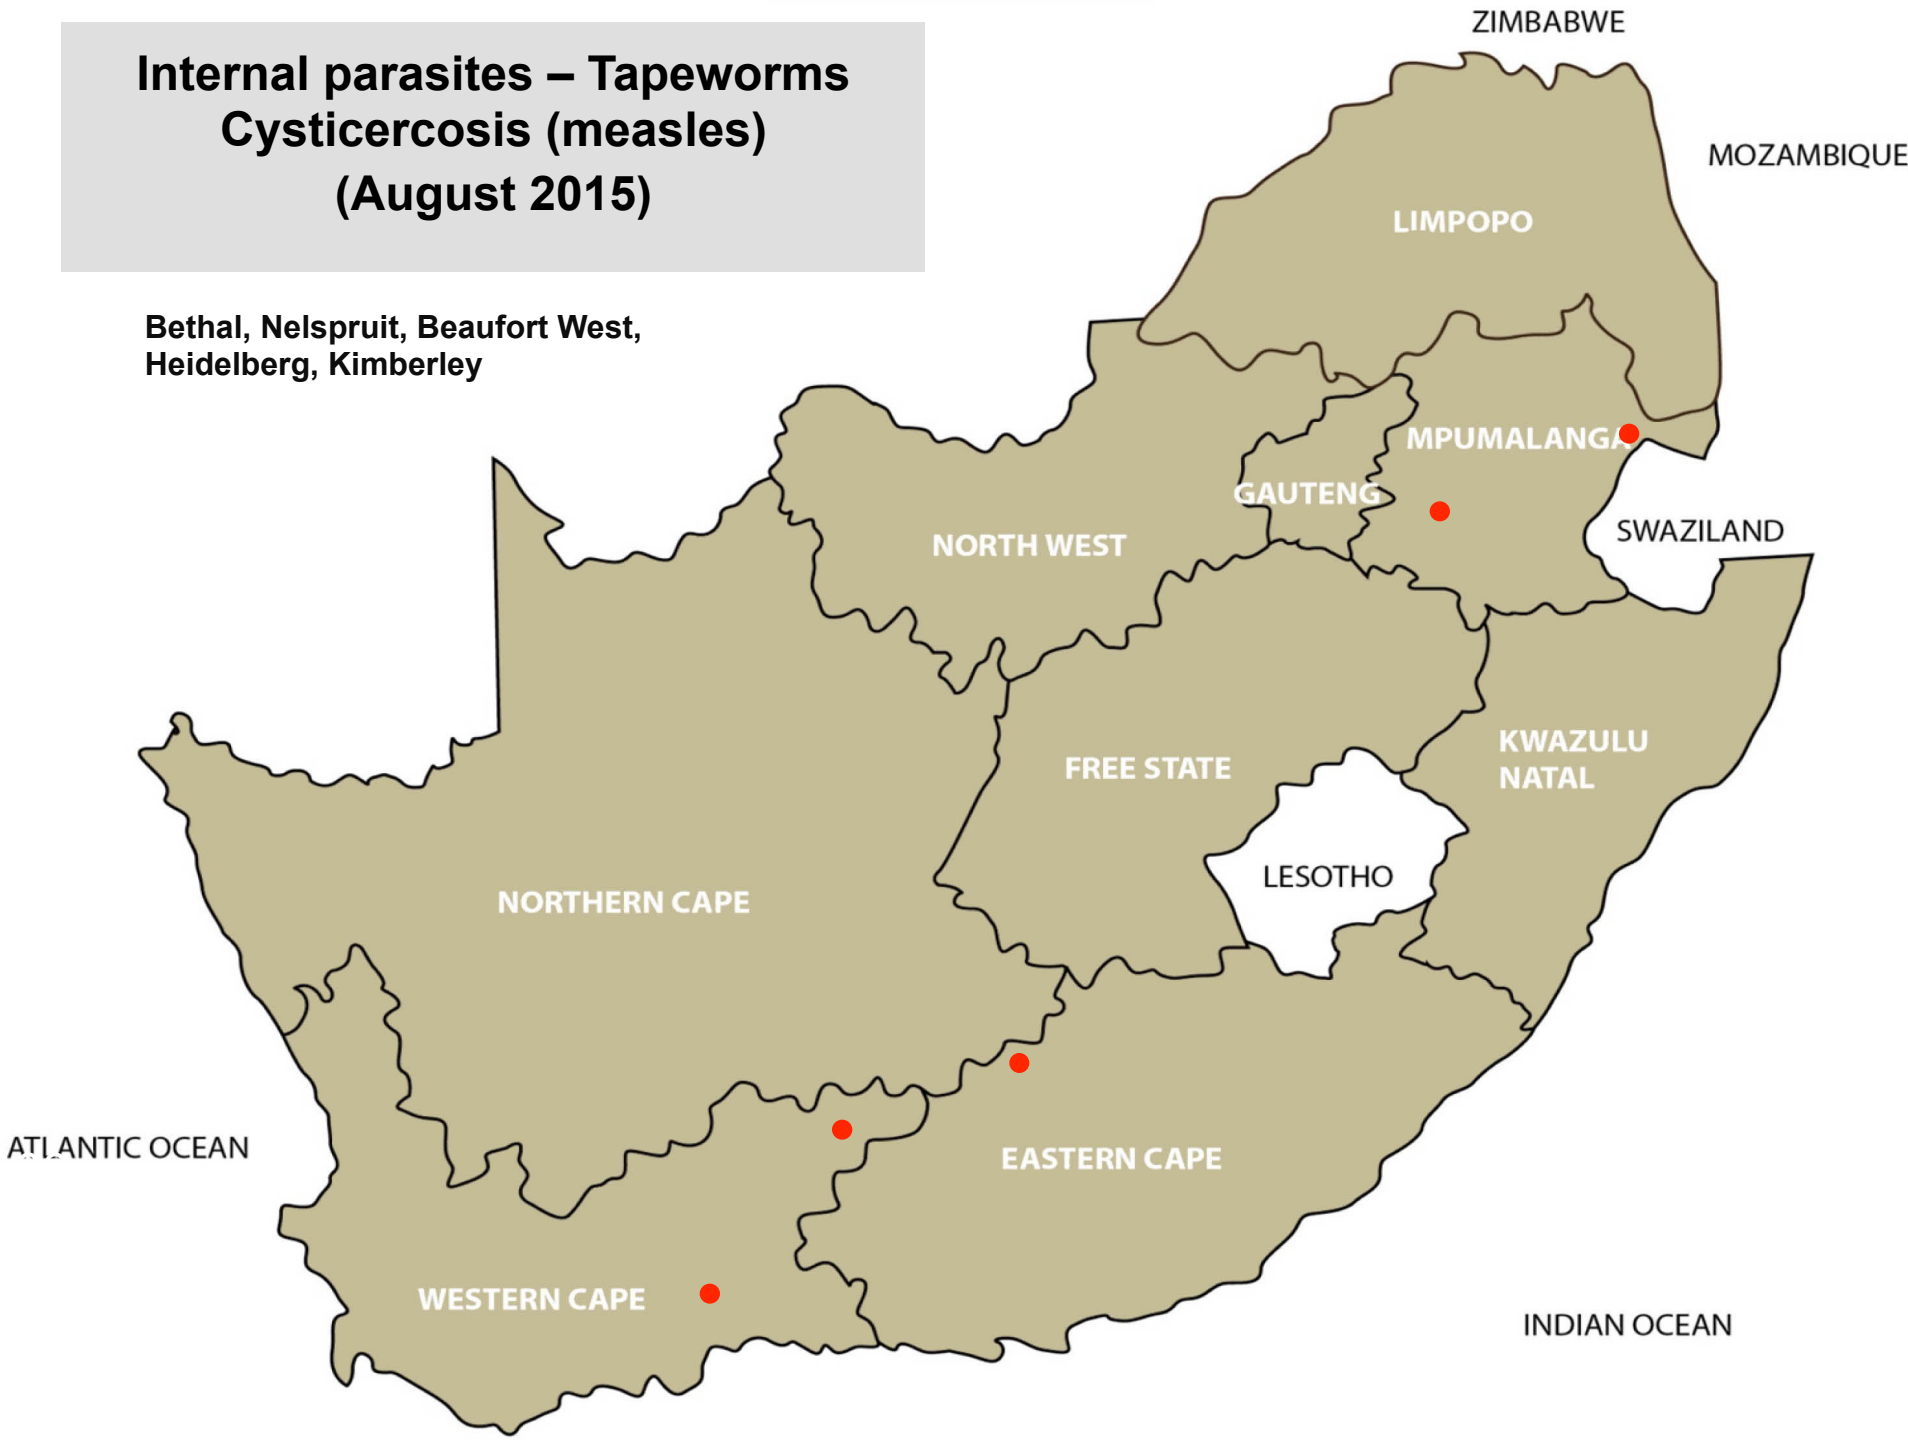 ZIMBABWE
Internal parasites – Tapeworms
Cysticercosis (measles)
(August 2015)
MOZAMBIQUE
LIMPOPO
Bethal, Nelspruit, Beaufort West,
Heidelberg, Kimberley
MPUMALANGA
GAUTENG
SWAZILAND
NORTH WEST
KWAZULU
NATAL
FREE STATE
LESOTHO
NORTHERN CAPE
ATLANTIC OCEAN
EASTERN CAPE
WESTERN CAPE
INDIAN OCEAN